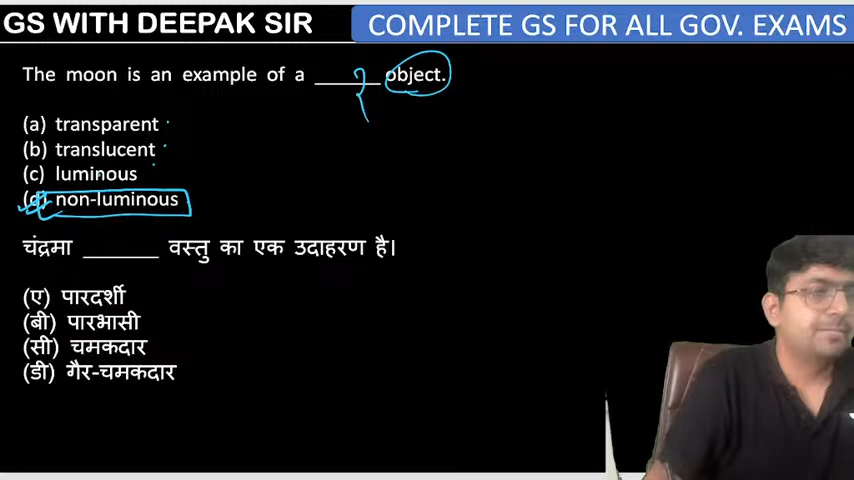 GS WITH DEEPAK SIR
COMPLETE GS FOR ALL GOV. EXAMS
The moon is an example of a ______ object.
(a) transparent
(b) translucent
(c) luminous
(d) non-luminous
चंद्रमा ______ वस्तु का एक उदाहरण है।
(ए) पारदर्शी
(बी) पारभासी
(सी) चमकदार
(डी) गैर-चमकदार